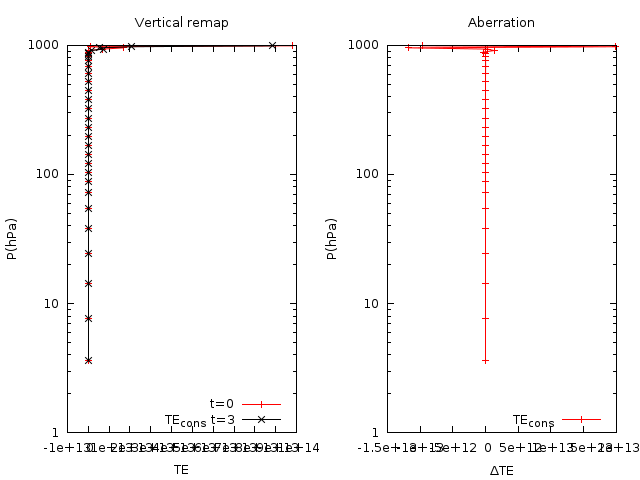 Vertical remap
Aberration
1000
100
10
1
P(hPa)
t=0
TEcons t=3
-1e+13
TE
1000
100
10
1
P(hPa)
TEcons
0
5e+12
ΔTE